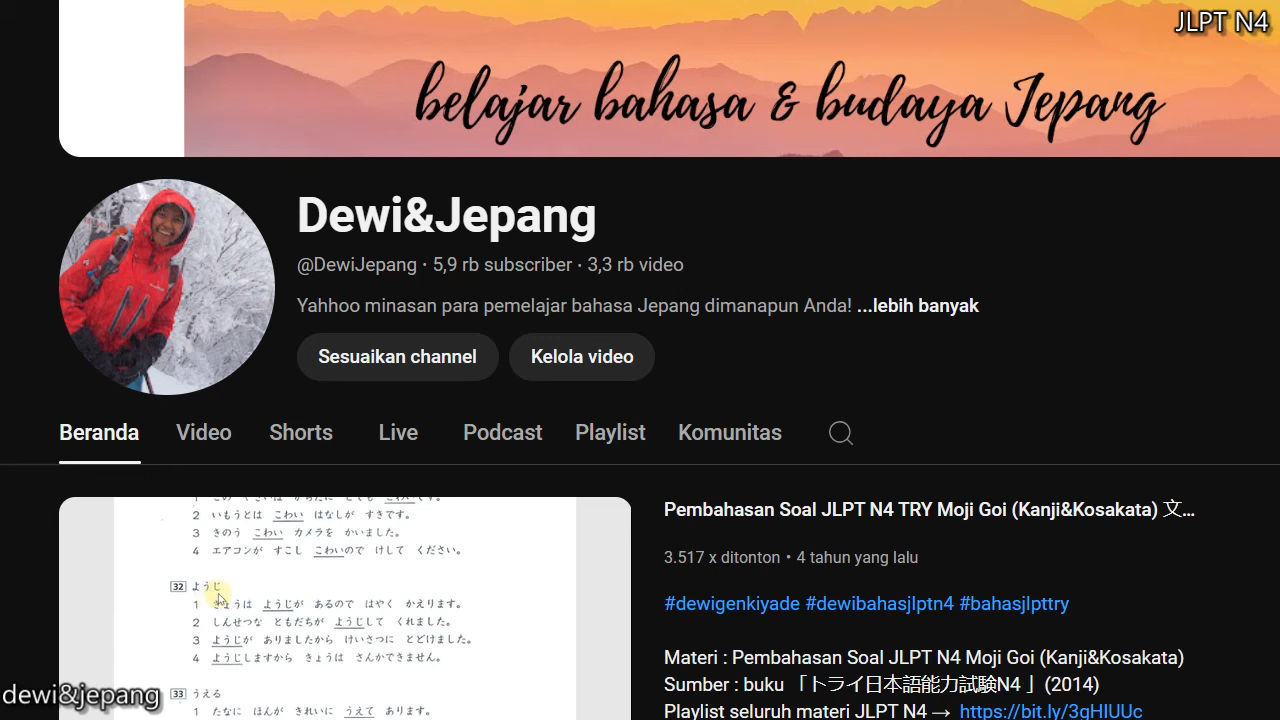 JLPT N4
belajar bahasa & budaya Jepang
Dewi&Jepang
@DewiJepang · 5,9 rb subscriber · 3,3 rb video
Yahhoo minasan para pemelajar bahasa Jepang dimanapun Anda! ...lebih banyak
Sesuaikan channel Kelola video
Beranda Video Shorts Live Podcast Playlist Komunitas
2 いもうとは こわい はなしが すきです。
3 きのう こわい カメラを かいました。
4 エアコンが すこし こわいので けして ください。
32 ようじ
1 きょうは ようじが あるので はやく かえります。
2 しんせつな ともだちが ようじして くれました。
3 ようじが ありましたから けいさつに とどけました。
4 ようじしますから きょうは さんかできません。
33 うえる
1 たなに ほんが きれいに うえて あります。
Pembahasan Soal JLPT N4 TRY Moji Goi (Kanji&Kosakata) 文...
3.517 x ditonton • 4 tahun yang lalu
#dewigenkiyade #dewibahasjlptn4 #bahasjlpttry
Materi : Pembahasan Soal JLPT N4 Moji Goi (Kanji&Kosakata)
Sumber : buku 「トライ日本語能力試験N4 」(2014)
Playlist seluruh materi JLPT N4 → https://bit.ly/3gHlUUc
dewi&jepang